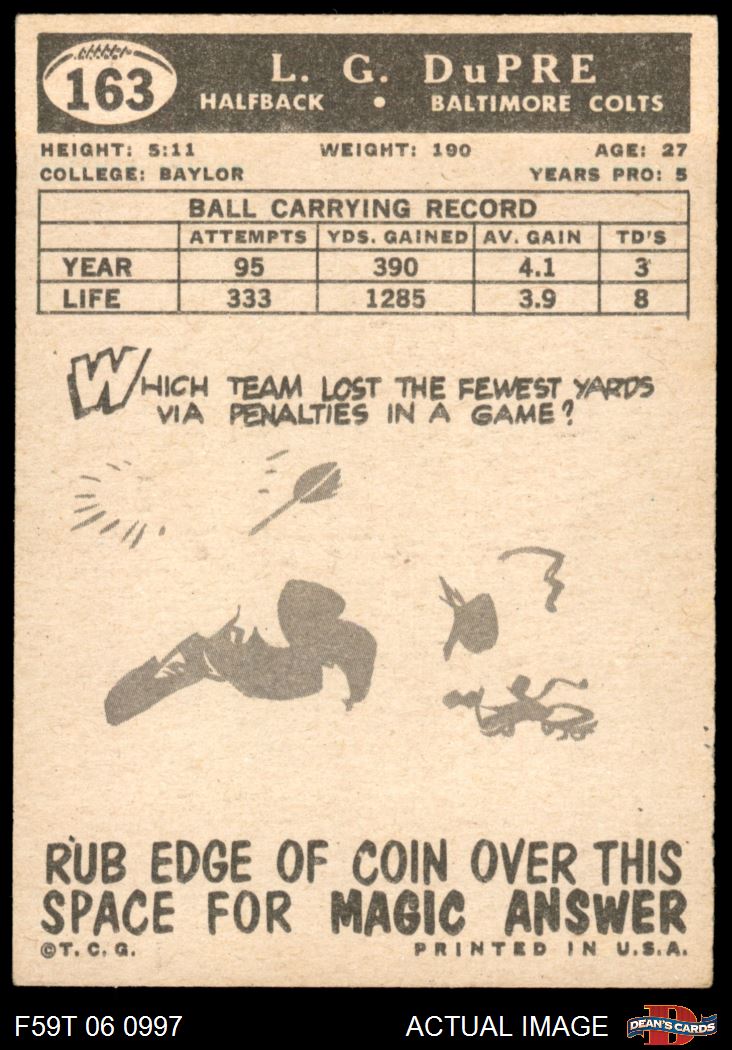 163
L. G. DuPRE
HALFBACK • BALTIMORE COLTS
HEIGHT: 5:11 WEIGHT: 190 AGE: 27
COLLEGE: BAYLOR YEARS PRO: 5
BALL CARRYING RECORD
ATTEMPTS YDS. GAINED AV. GAIN TD'S
YEAR 95 390 4.1 3
LIFE 333 1285 3.9 8
WHICH TEAM LOST THE FEWEST YARDS
VIA PENALTIES IN A GAME?
RUB EDGE OF COIN OVER THIS
SPACE FOR MAGIC ANSWER
©T. C. G. PRINTED IN U.S.A.
F59T 06 0997 ACTUAL IMAGE DEAN'S CARDS